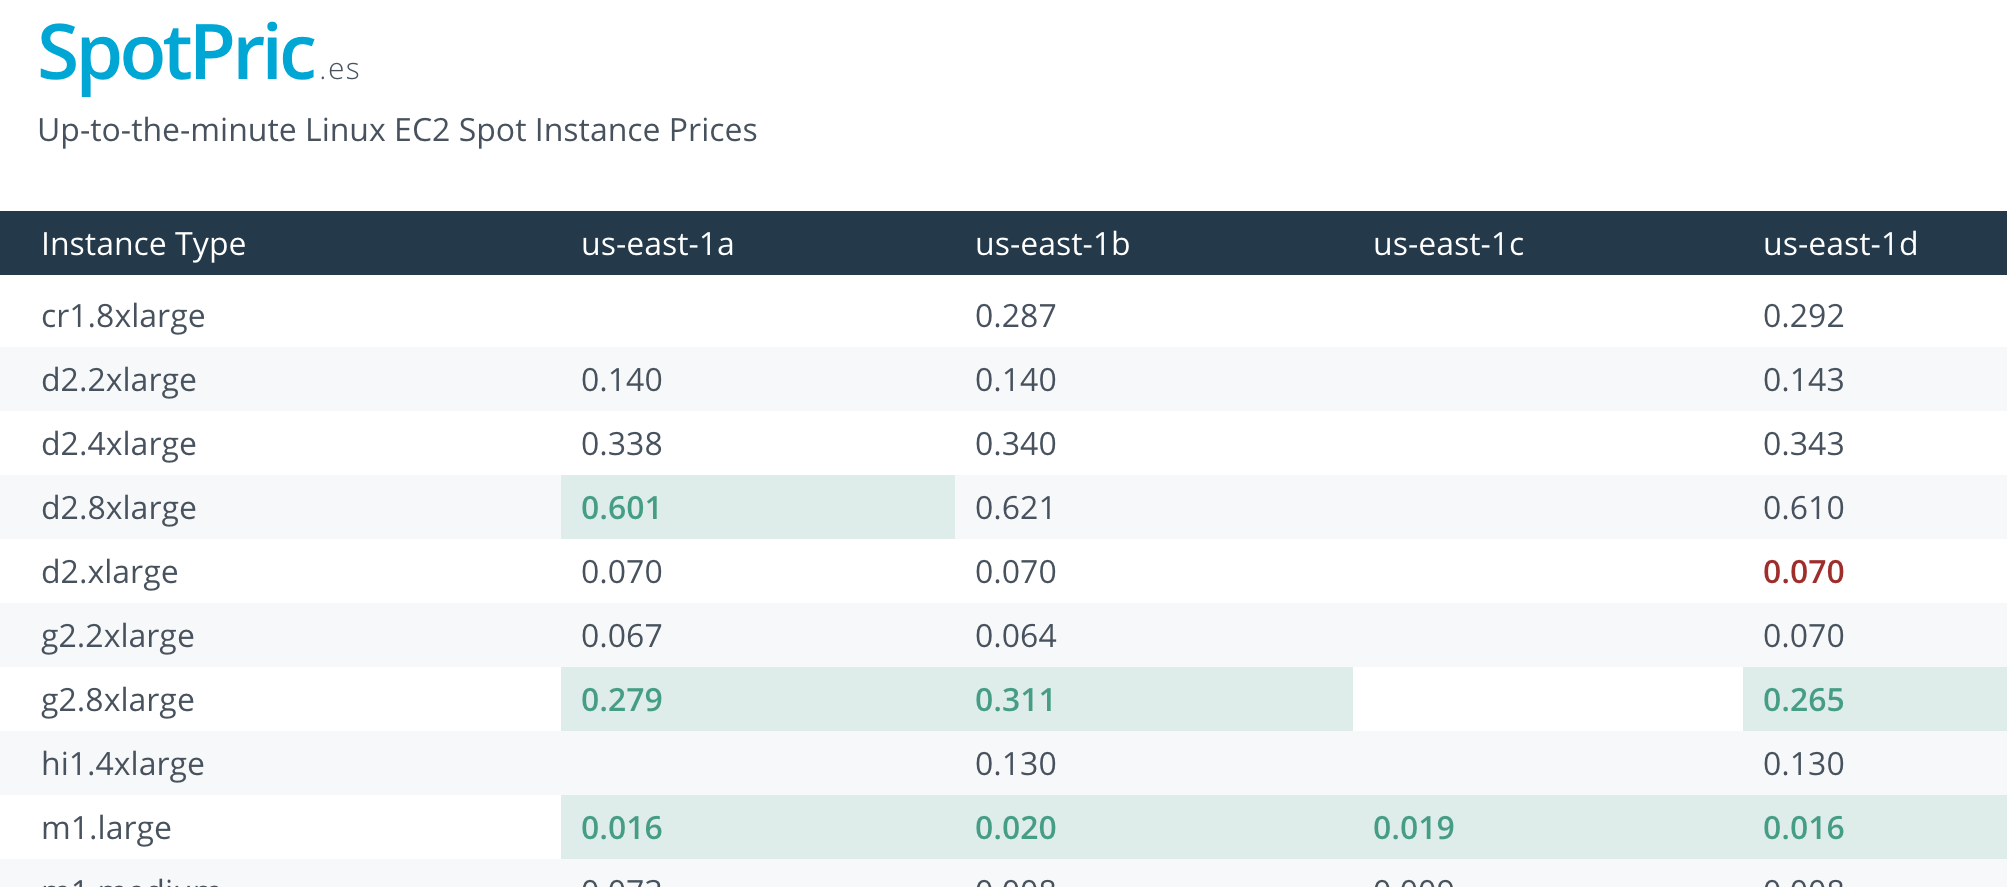 SpotPric.es
Up-to-the-minute Linux EC2 Spot Instance Prices
Instance Type us-east-1a us-east-1b us-east-1c us-east-1d
cr1.8xlarge 0.287 0.292
d2.2xlarge 0.140 0.140 0.143
d2.4xlarge 0.338 0.340 0.343
d2.8xlarge 0.601 0.621 0.610
d2.xlarge 0.070 0.070 0.070
g2.2xlarge 0.067 0.064 0.070
g2.8xlarge 0.279 0.311 0.265
hi1.4xlarge 0.130 0.130
m1.large 0.016 0.020 0.019 0.016
m1.medium